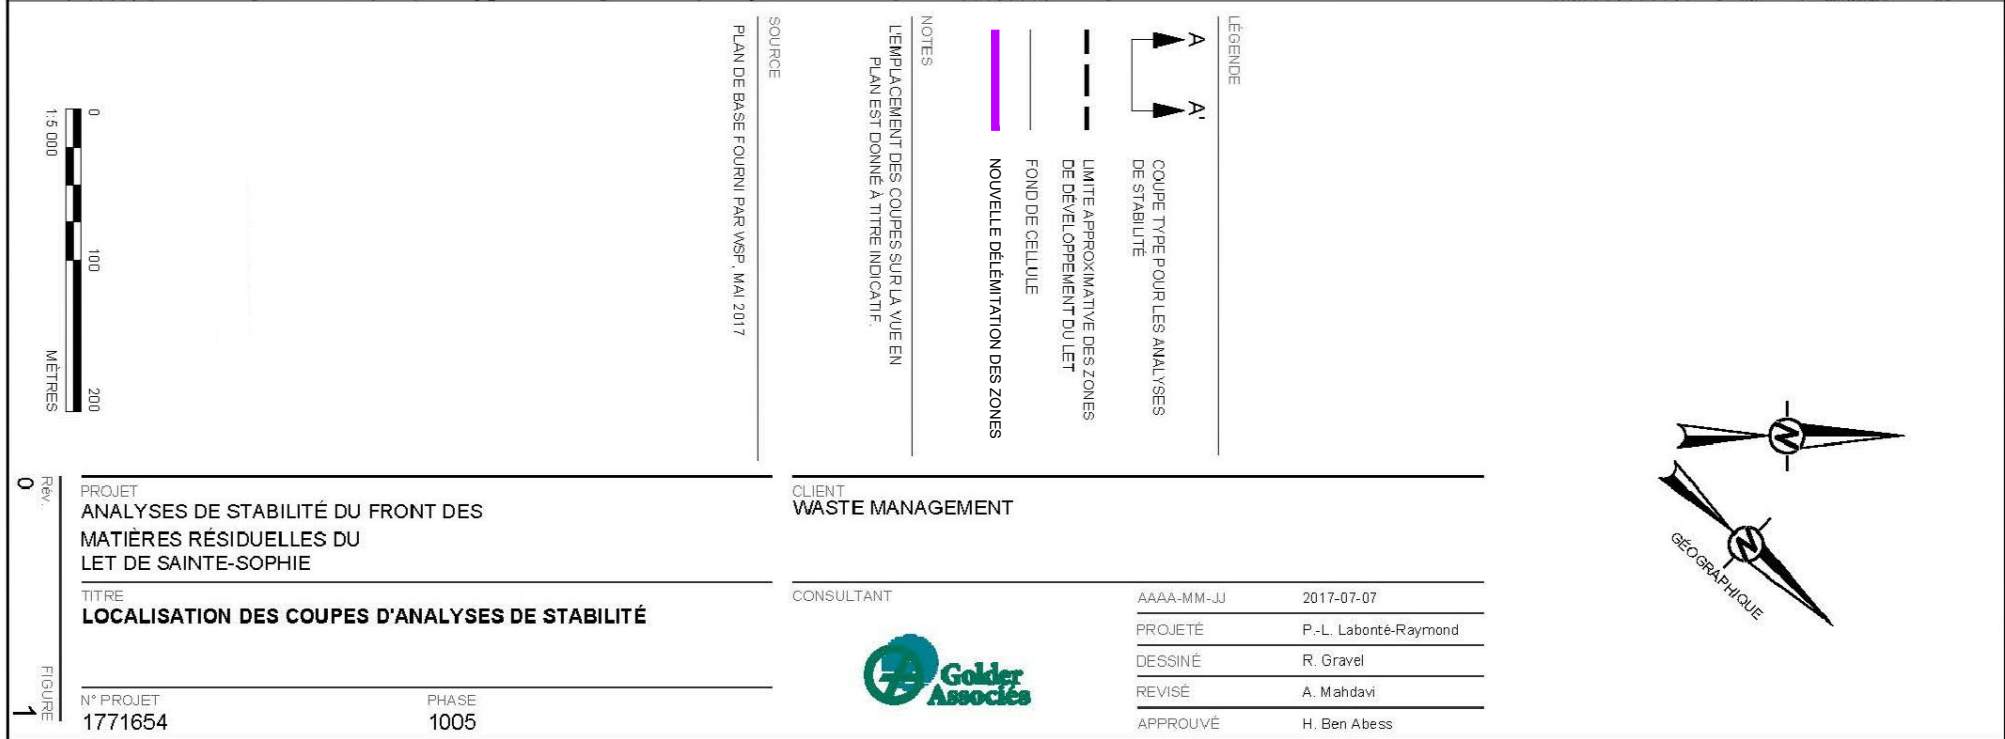 LÉGENDE
A
A'
COUPE TYPE POUR LES ANALYSES
DE STABILITÉ
LIMITE APPROXIMATIVE DES ZONES
DE DÉVELOPPEMENT DU LET
FOND DE CELLULE
NOUVELLE DÉLÉMITATION DES ZONES
NOTES
L'EMPLACEMENT DES COUPES SUR LA VUE EN
PLAN EST DONNÉ À TITRE INDICATIF.
SOURCE
PLAN DE BASE FOURNI PAR WSP, MAI 2017
0
100
200
1:5 000
MÈTRES
N
N
GÉOGRAPHIQUE
CLIENT
WASTE MANAGEMENT
PROJET
ANALYSES DE STABILITÉ DU FRONT DES
MATIÈRES RÉSIDUELLES DU
LET DE SAINTE-SOPHIE
CONSULTANT
Golder
Associés
AAAA-MM-JJ 2017-07-07
PROJETÉ P.-L. Labonté-Raymond
DESSINÉ R. Gravel
REVISÉ A. Mahdavi
APPROUVÉ H. Ben Abess
TITRE
LOCALISATION DES COUPES D'ANALYSES DE STABILITÉ
N° PROJET
1771654
PHASE
1005
Rév.
0
FIGURE
1